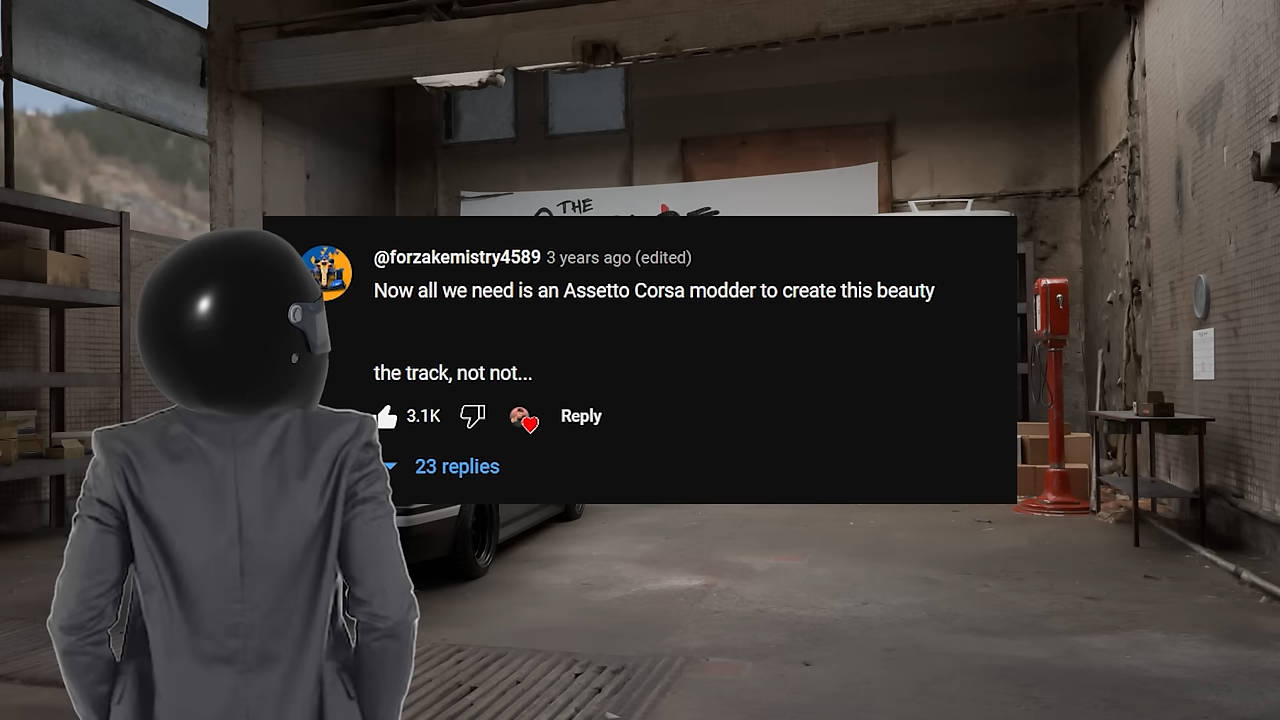 THE
@forzakemistry4589 3 years ago (edited)
Now all we need is an Assetto Corsa modder to create this beauty
the track, not not...
3.1K Reply
23 replies